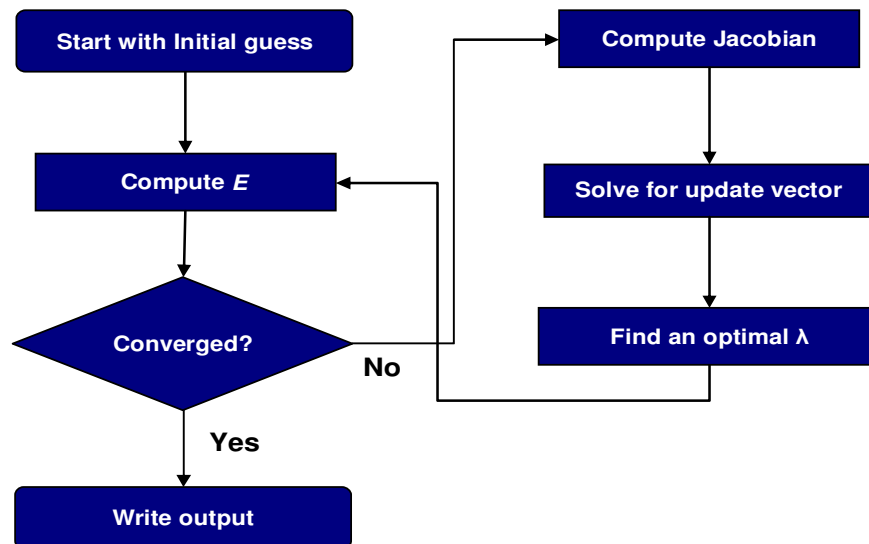 Start with Initial guess
Compute E
Converged?
No
Yes
Write output
Compute Jacobian
Solve for update vector
Find an optimal λ